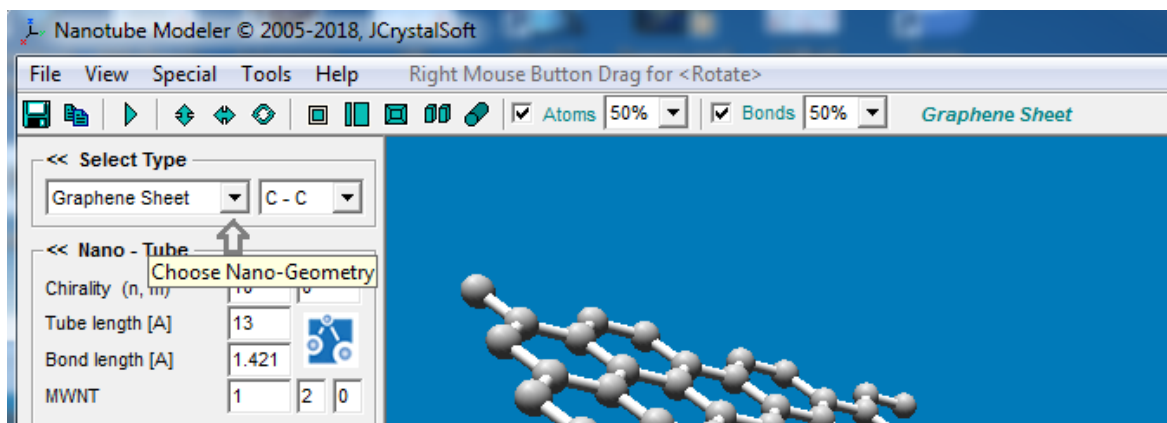 Nanotube Modeler © 2005-2018, JCrystalSoft
File View Special Tools Help Right Mouse Button Drag for <Rotate>
Atoms 50% Bonds 50% Graphene Sheet
<< Select Type
Graphene Sheet C - C
<< Nano - Tube
Choose Nano-Geometry
Chirality (n, m)
Tube length [A] 13
Bond length [A] 1.421
MWNT 1 2 0